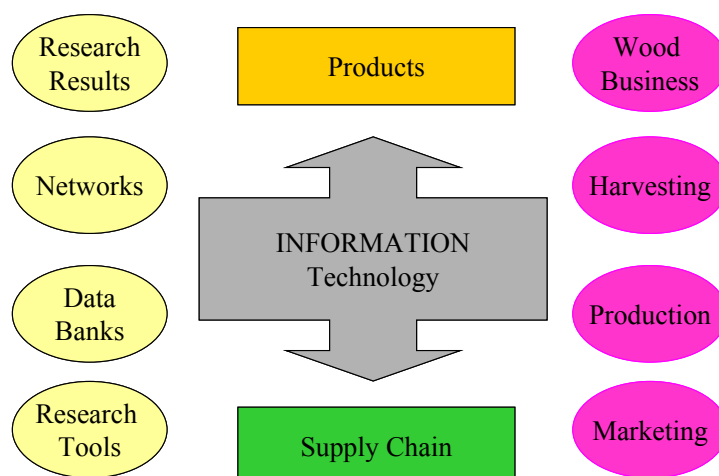 Research
Results
Products
Wood
Business
Networks
Harvesting
INFORMATION
Technology
Data
Banks
Production
Research
Tools
Supply Chain
Marketing